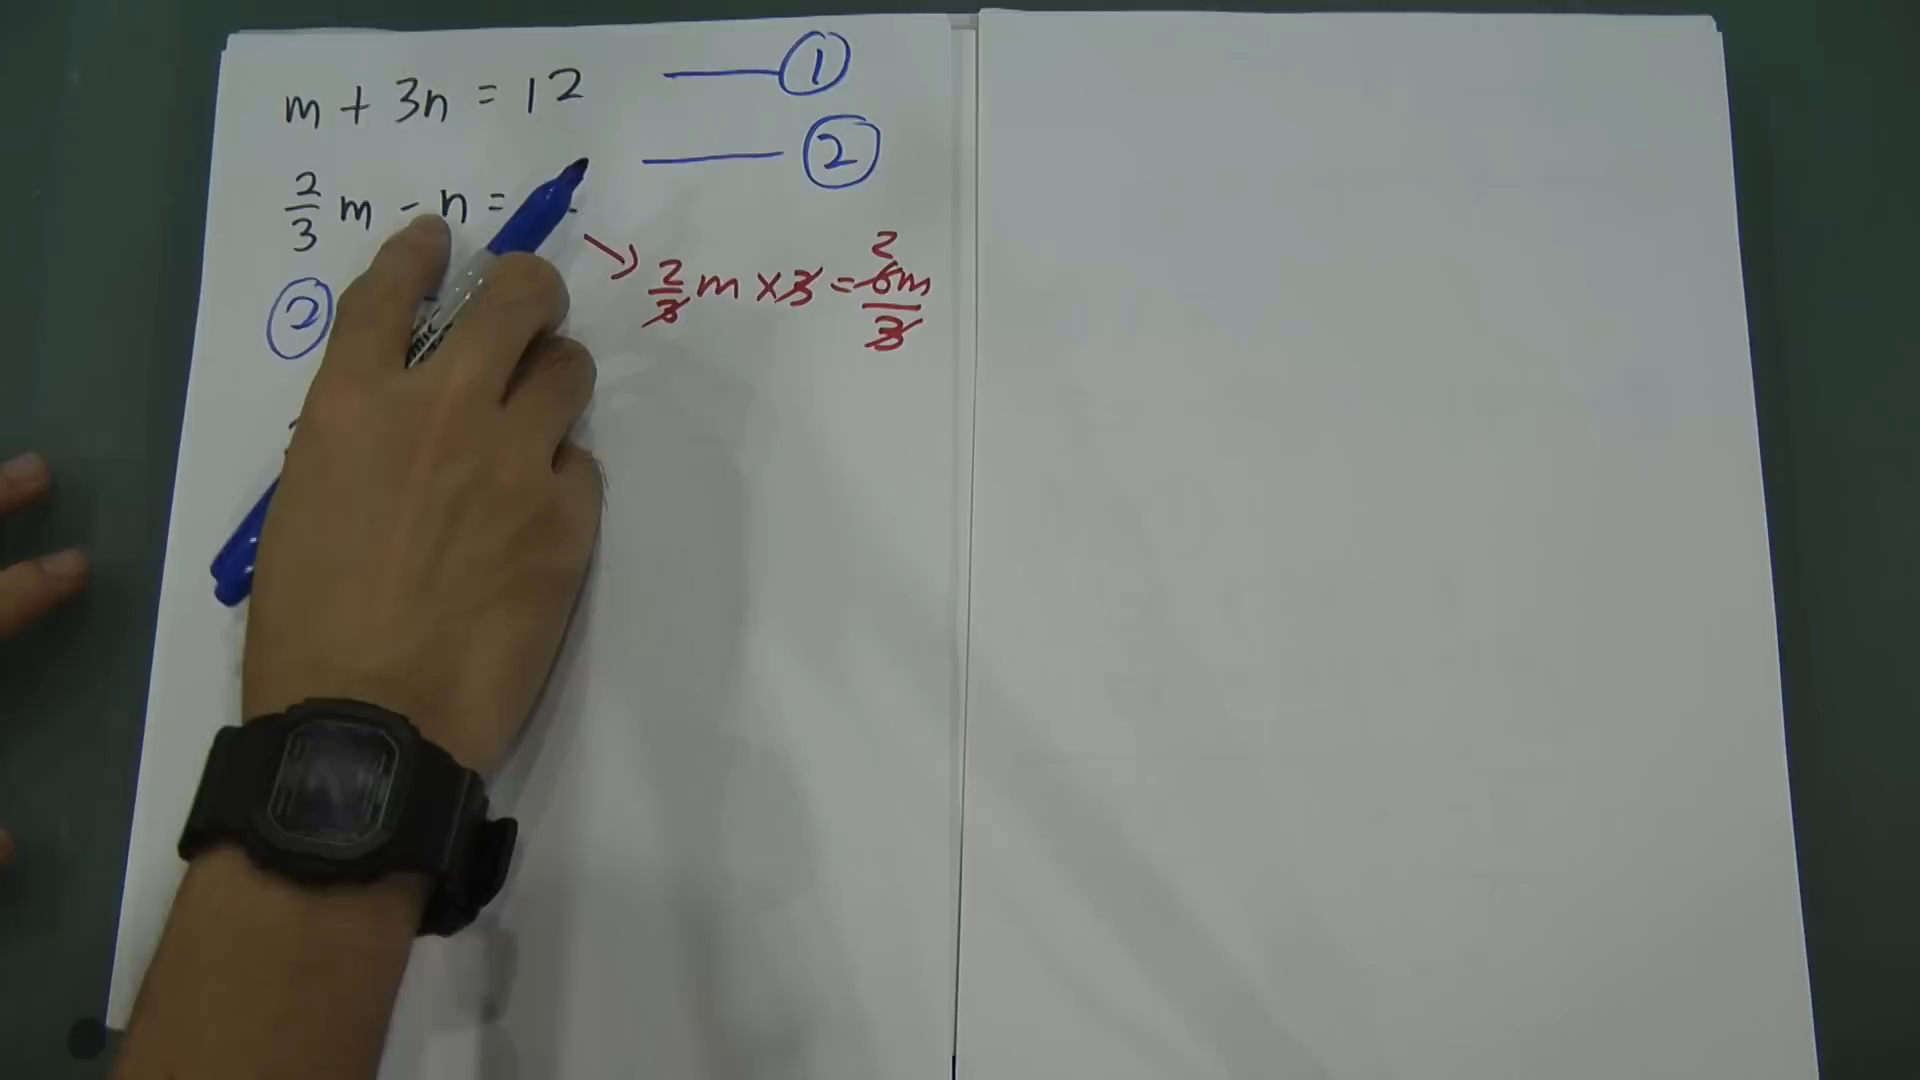 m + 3n = 12 —— ①
2/3 m - n = —— ②
2/3 m × 3 = 6m/3 2
②